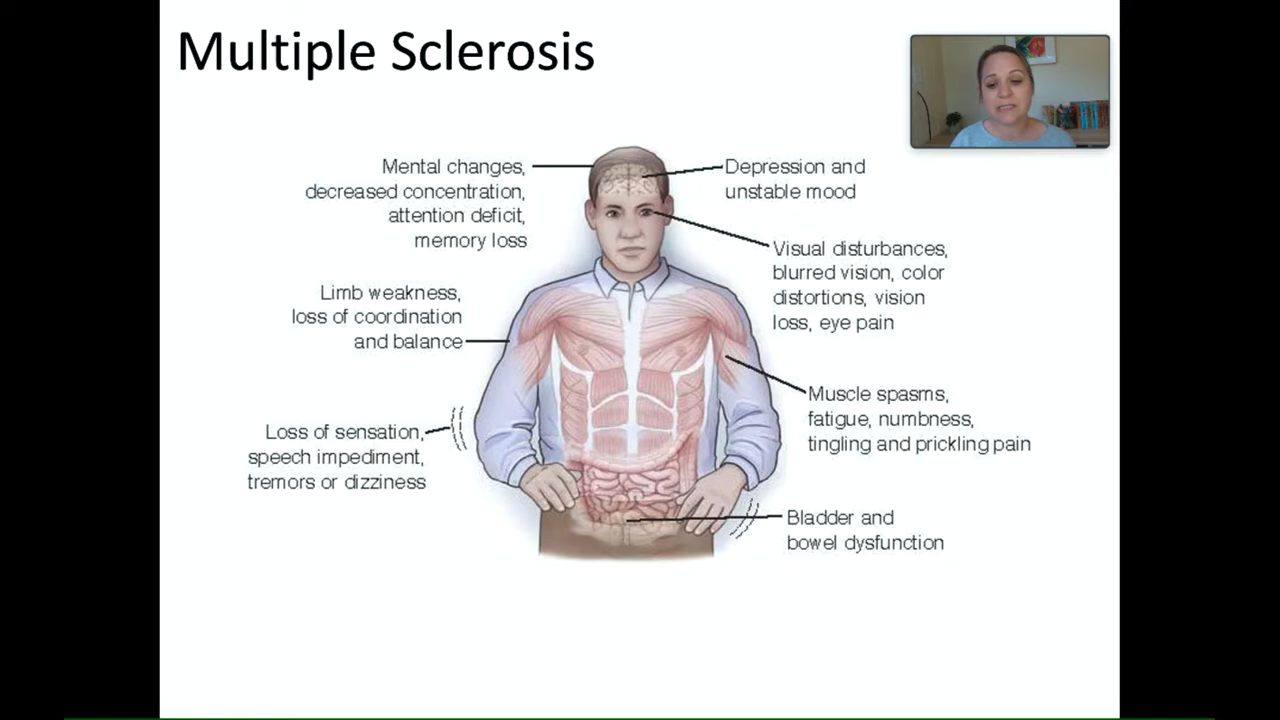 Multiple Sclerosis
Mental changes,
decreased concentration,
attention deficit,
memory loss
Depression and
unstable mood
Visual disturbances,
blurred vision, color
distortions, vision
loss, eye pain
Limb weakness,
loss of coordination
and balance
Muscle spasms,
fatigue, numbness,
tingling and prickling pain
Loss of sensation,
speech impediment,
tremors or dizziness
Bladder and
bowel dysfunction